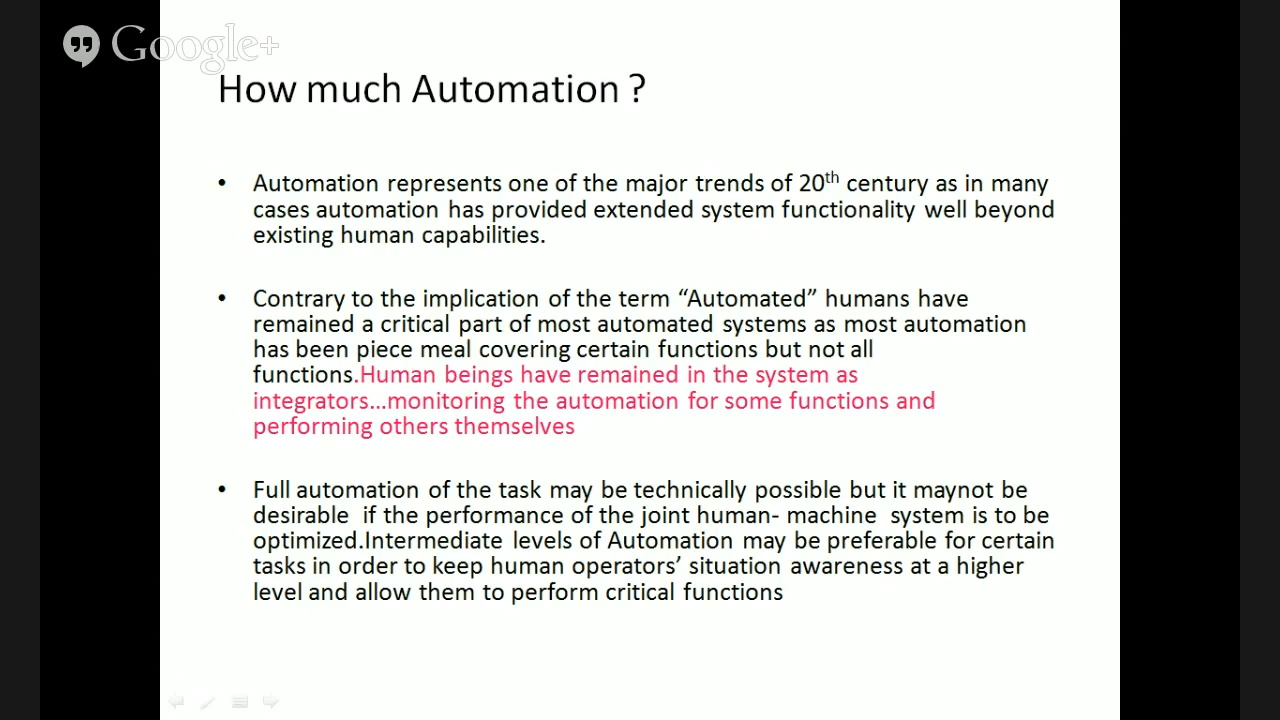 Google+
How much Automation ?
• Automation represents one of the major trends of 20th century as in many
cases automation has provided extended system functionality well beyond
existing human capabilities.
• Contrary to the implication of the term “Automated” humans have
remained a critical part of most automated systems as most automation
has been piece meal covering certain functions but not all
functions.Human beings have remained in the system as
integrators…monitoring the automation for some functions and
performing others themselves
• Full automation of the task may be technically possible but it maynot be
desirable if the performance of the joint human- machine system is to be
optimized.Intermediate levels of Automation may be preferable for certain
tasks in order to keep human operators’ situation awareness at a higher
level and allow them to perform critical functions